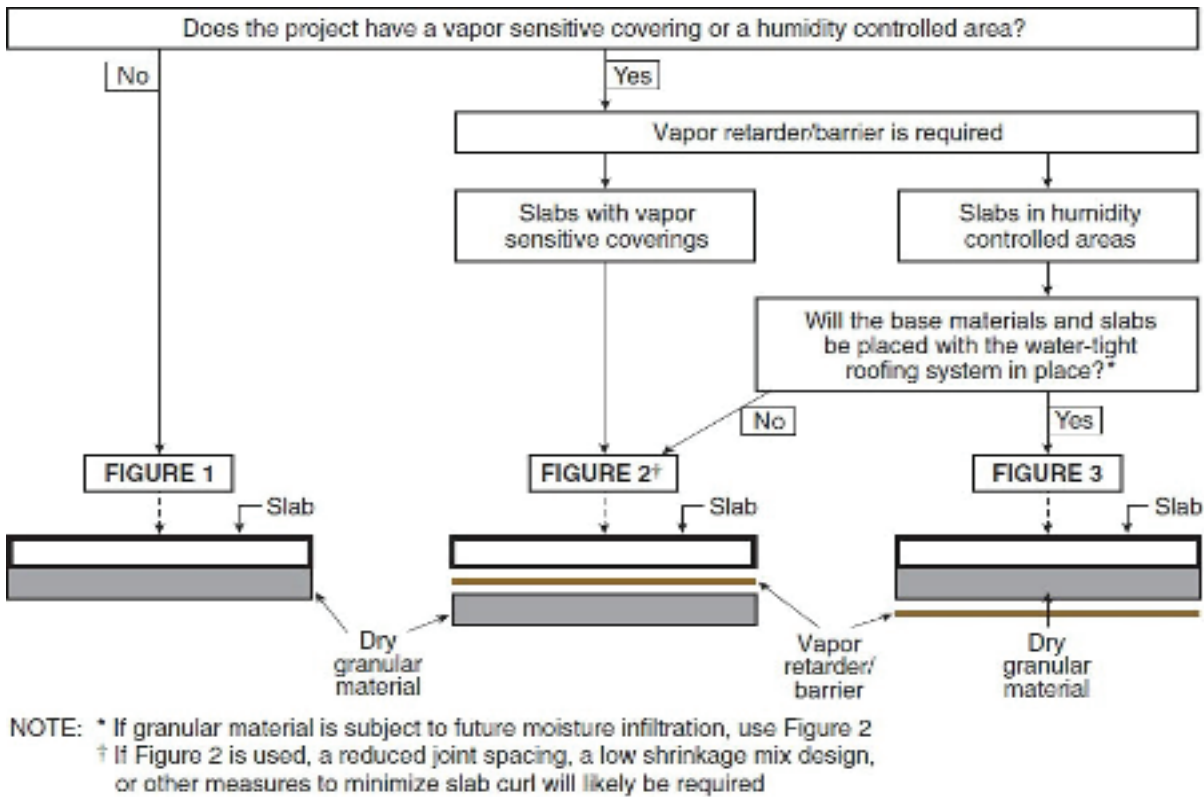 Does the project have a vapor sensitive covering or a humidity controlled area?
No
Yes
Vapor retarder/barrier is required
Slabs with vapor
sensitive coverings
Slabs in humidity
controlled areas
Will the base materials and slabs
be placed with the water-tight
roofing system in place?*
No
Yes
FIGURE 1
FIGURE 2†
FIGURE 3
Slab
Slab
Slab
Dry
granular
material
Vapor
retarder/
barrier
Dry
granular
material
NOTE: * If granular material is subject to future moisture infiltration, use Figure 2
† If Figure 2 is used, a reduced joint spacing, a low shrinkage mix design,
or other measures to minimize slab curl will likely be required